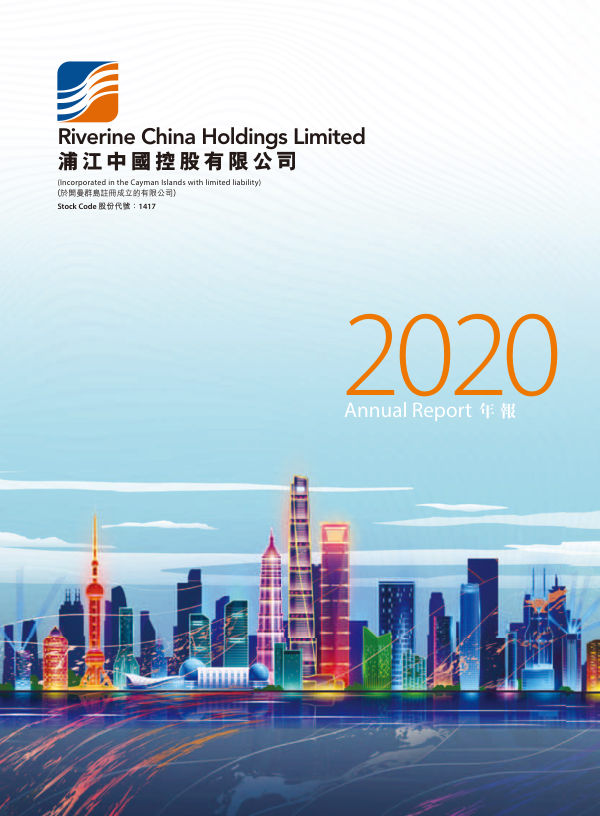 Riverine China Holdings Limited
浦江中國控股有限公司
(Incorporated in the Cayman Islands with limited liability)
(於開曼群島註冊成立的有限公司)
Stock Code 股份代號：1417
2020
Annual Report 年報